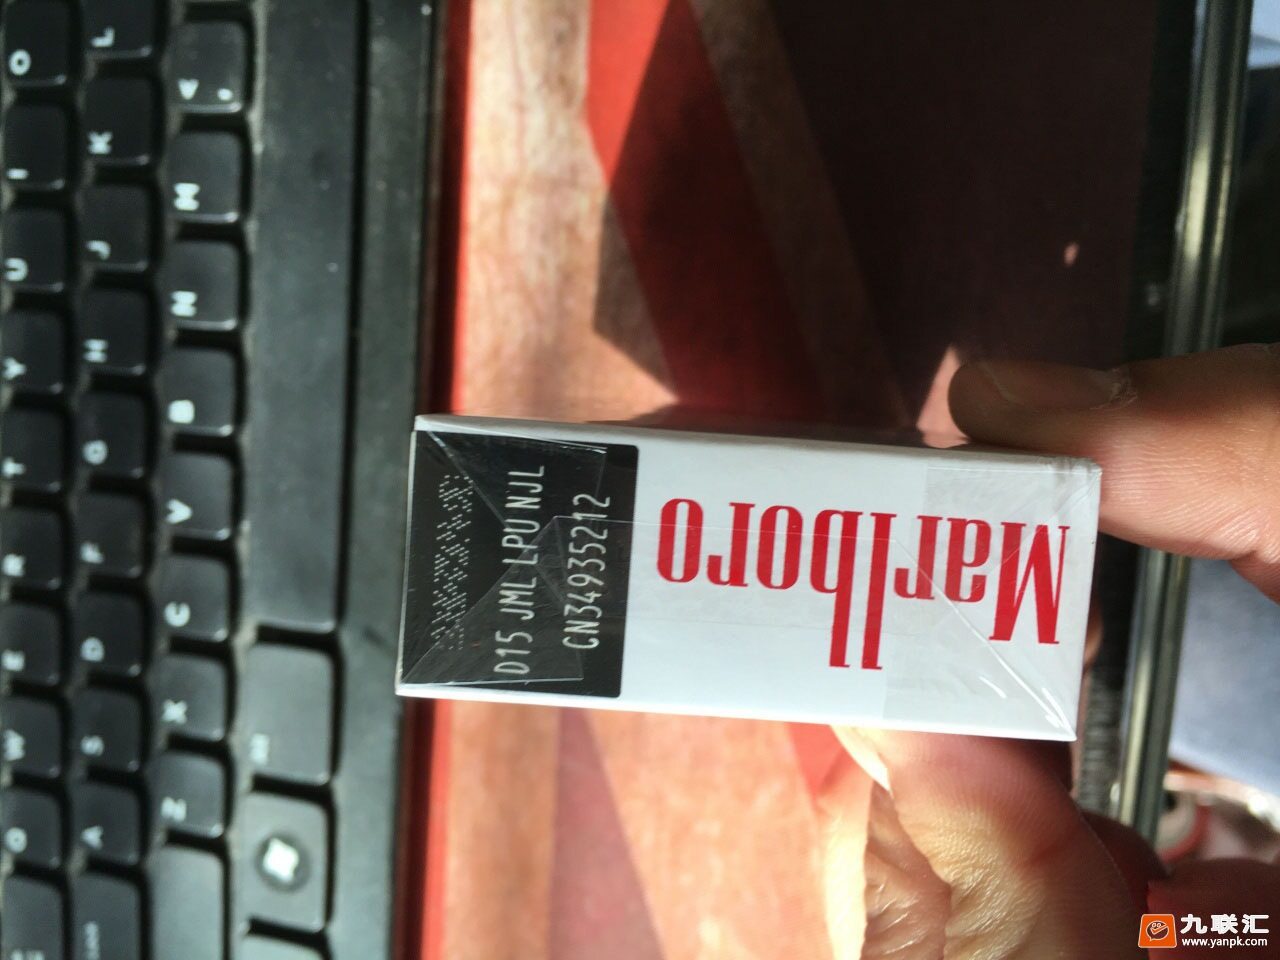 Marlboro
D15 JML LPU NJL
CN34935212
O I U Y T R E W Q
L K J H G F D S A
< , M N B V C X Z
九联汇
www.yanpk.com